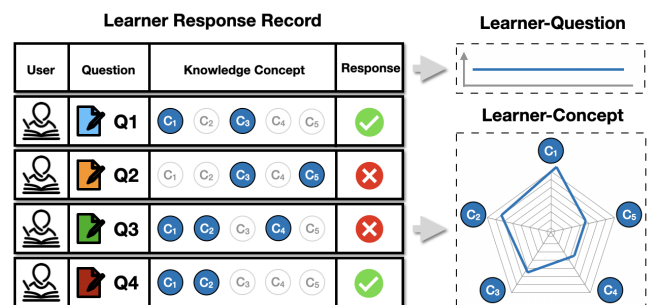 Learner Response Record
User Question Knowledge Concept Response
Q1 C1 C2 C3 C4 C5
Q2 C1 C2 C3 C4 C5
Q3 C1 C2 C3 C4 C5
Q4 C1 C2 C3 C4 C5
Learner-Question
Learner-Concept
C1
C2 C5
C3 C4